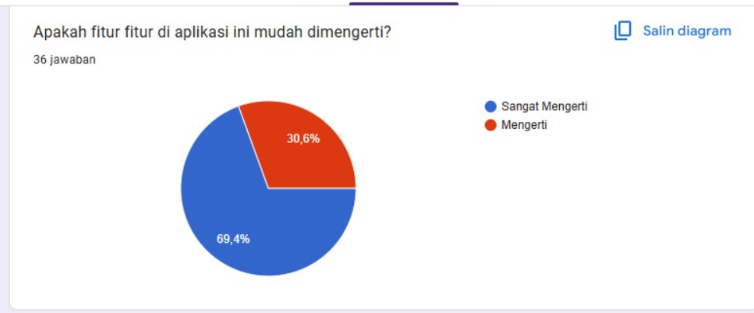 Apakah fitur fitur di aplikasi ini mudah dimengerti?
Salin diagram
36 jawaban
Sangat Mengerti
Mengerti
30,6%
69,4%